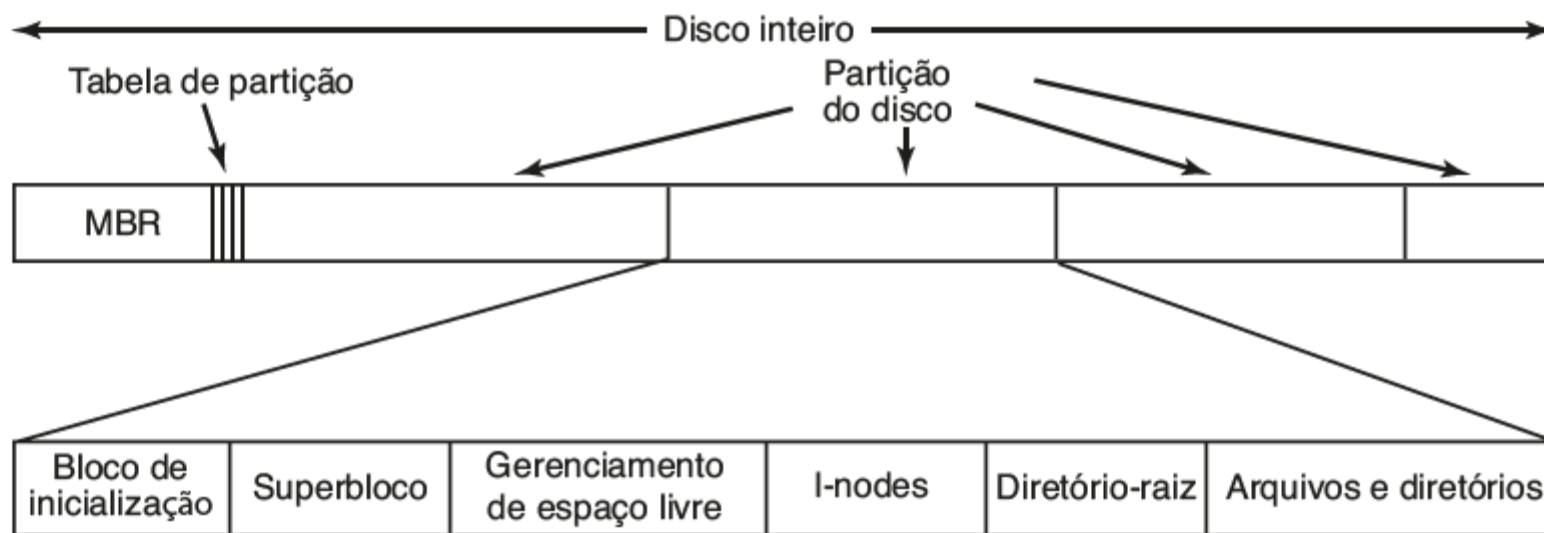 Disco inteiro
Tabela de partição
Partição
do disco
MBR
Bloco de
inicialização
Superbloco
Gerenciamento
de espaço livre
I-nodes
Diretório-raiz
Arquivos e diretórios